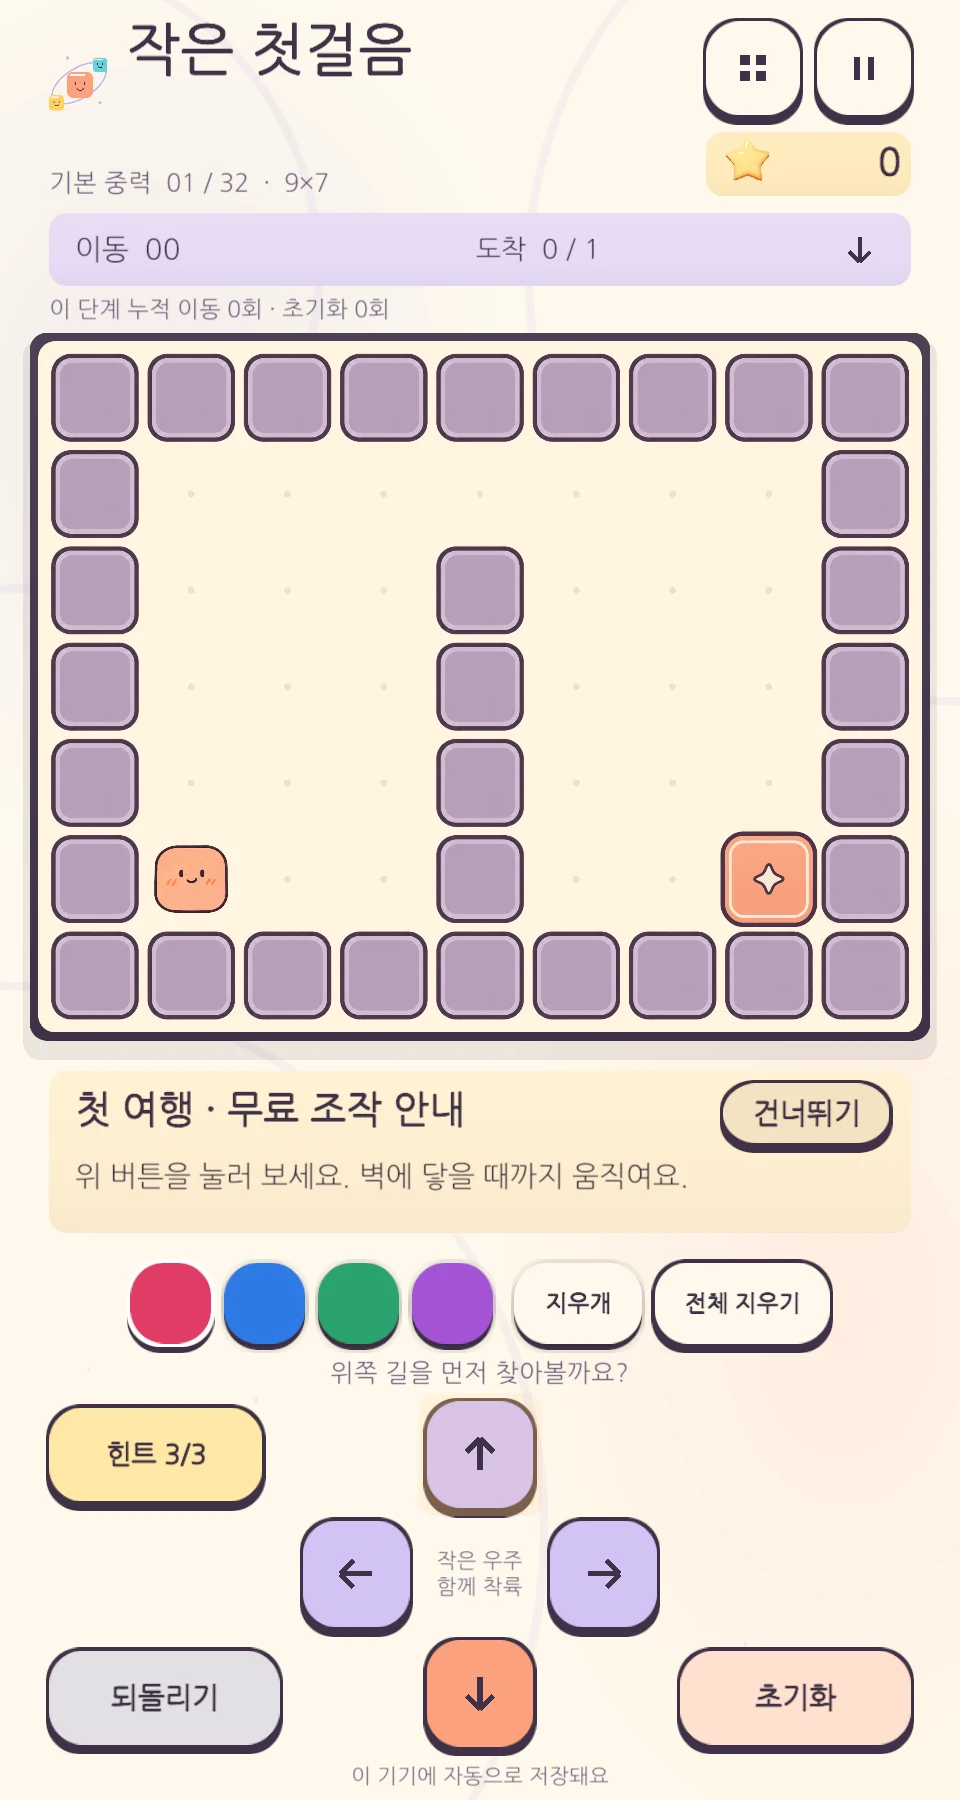 작은 첫걸음
기본 중력 01 / 32 · 9×7
0
이동 00 도착 0 / 1
이 단계 누적 이동 0회 · 초기화 0회
첫 여행 · 무료 조작 안내
건너뛰기
위 버튼을 눌러 보세요. 벽에 닿을 때까지 움직여요.
지우개
전체 지우기
위쪽 길을 먼저 찾아볼까요?
힌트 3/3
작은 우주
함께 착륙
되돌리기
초기화
이 기기에 자동으로 저장돼요